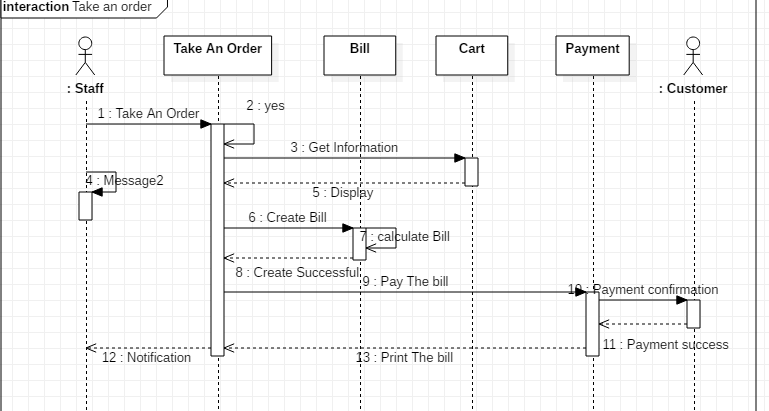 interaction Take an order
Take An Order
Bill
Cart
Payment
: Staff
: Customer
2 : yes
1 : Take An Order
3 : Get Information
4 : Message2
5 : Display
6 : Create Bill
7 : calculate Bill
8 : Create Successful
9 : Pay The bill
10 : Payment confirmation
11 : Payment success
12 : Notification
13 : Print The bill